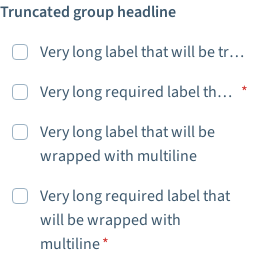 Truncated group headline
Very long label that will be tr…
Very long required label th… *
Very long label that will be
wrapped with multiline
Very long required label that
will be wrapped with
multiline *